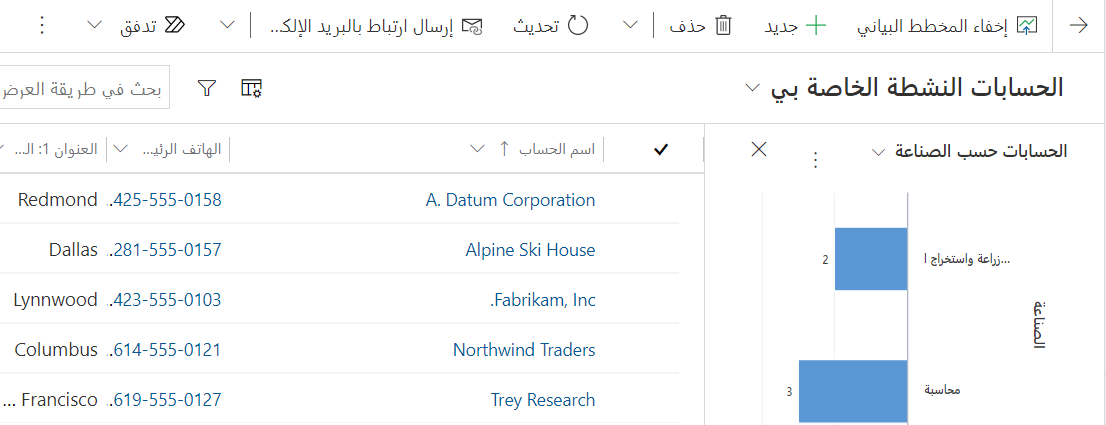 إخفاء المخطط البياني جديد حذف تحديث إرسال ارتباط بالبريد الإلك... تدفق
الحسابات النشطة الخاصة بي بحث في طريقة العرض
الحسابات حسب الصناعة
اسم الحساب الهاتف الرئيـ... العنوان 1: الـ...
A. Datum Corporation 425-555-0158.. Redmond
Alpine Ski House 281-555-0157.. Dallas
Fabrikam, Inc. 423-555-0103.. Lynnwood
Northwind Traders 614-555-0121.. Columbus
Trey Research 619-555-0127.. Francisco ...
زراعة واستخراج ا... 2
الصناعة
محاسبة 3